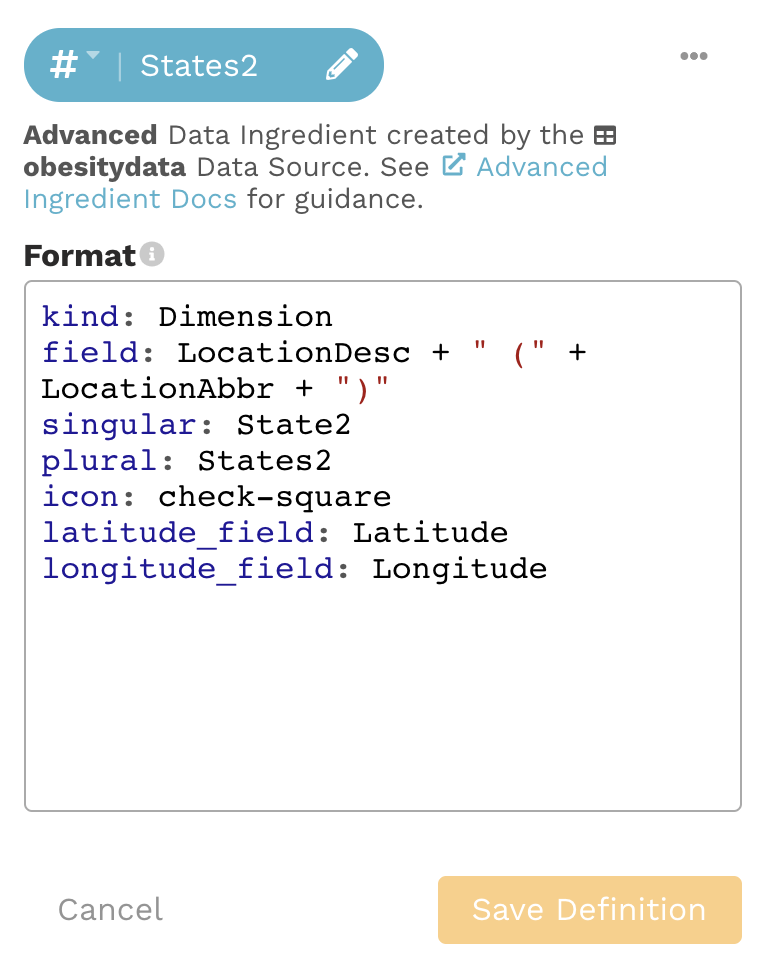 # | States2
Advanced Data Ingredient created by the
obesitydata Data Source. See Advanced
Ingredient Docs for guidance.
Format
kind: Dimension
field: LocationDesc + " (" +
LocationAbbr + ")"
singular: State2
plural: States2
icon: check-square
latitude_field: Latitude
longitude_field: Longitude
Cancel
Save Definition